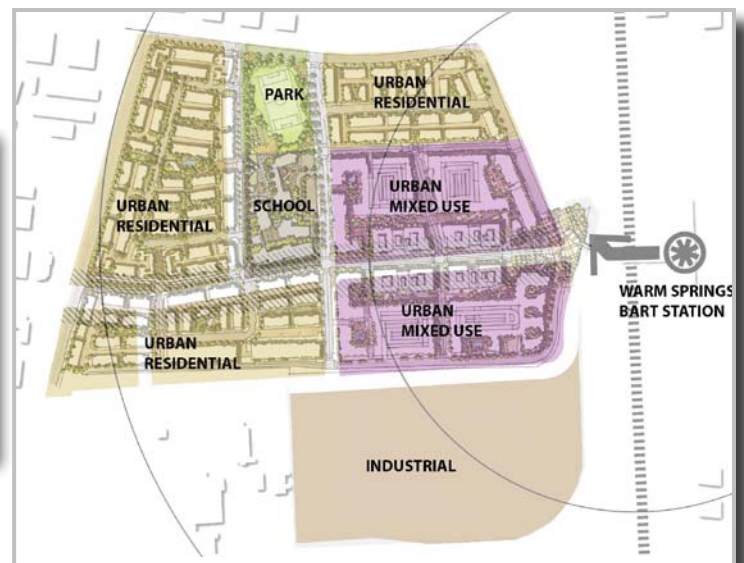 PARK
URBAN
RESIDENTIAL
URBAN
RESIDENTIAL
SCHOOL
URBAN
MIXED USE
WARM SPRINGS
BART STATION
URBAN
MIXED USE
URBAN
RESIDENTIAL
INDUSTRIAL